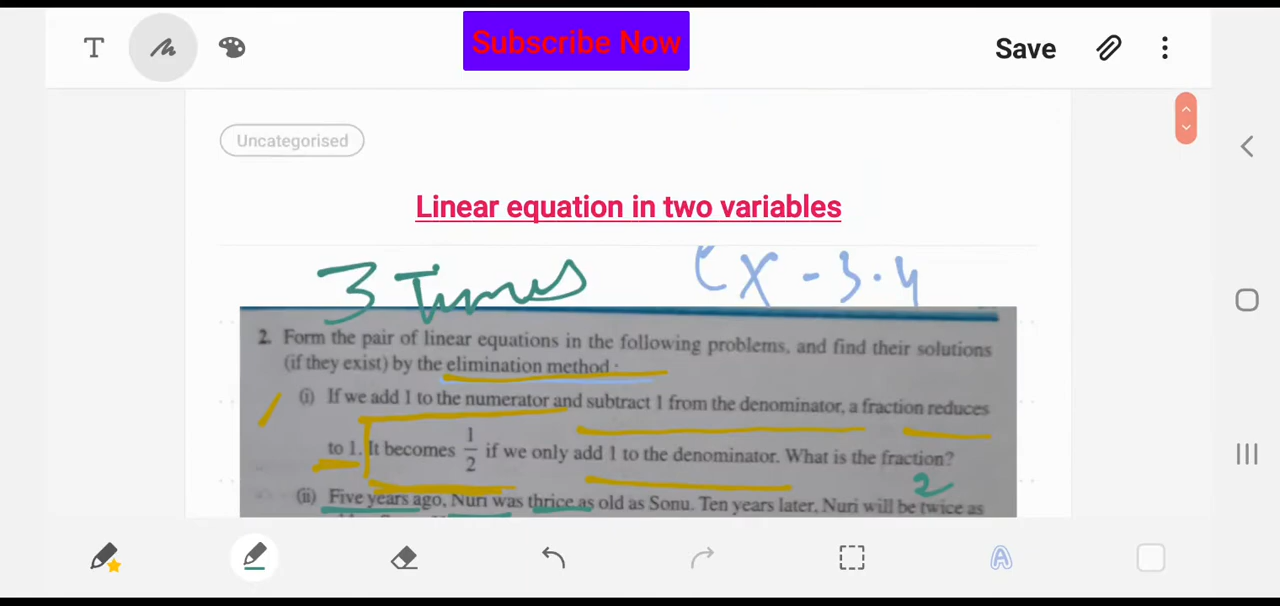 Subscribe Now
T
Save
Uncategorised
Linear equation in two variables
3 Times
Ex - 3.4
2. Form the pair of linear equations in the following problems, and find their solutions
(if they exist) by the elimination method :
(i) If we add 1 to the numerator and subtract 1 from the denominator, a fraction reduces
to 1. It becomes 1/2 if we only add 1 to the denominator. What is the fraction?
2
(ii) Five years ago, Nuri was thrice as old as Sonu. Ten years later, Nuri will be twice as
A